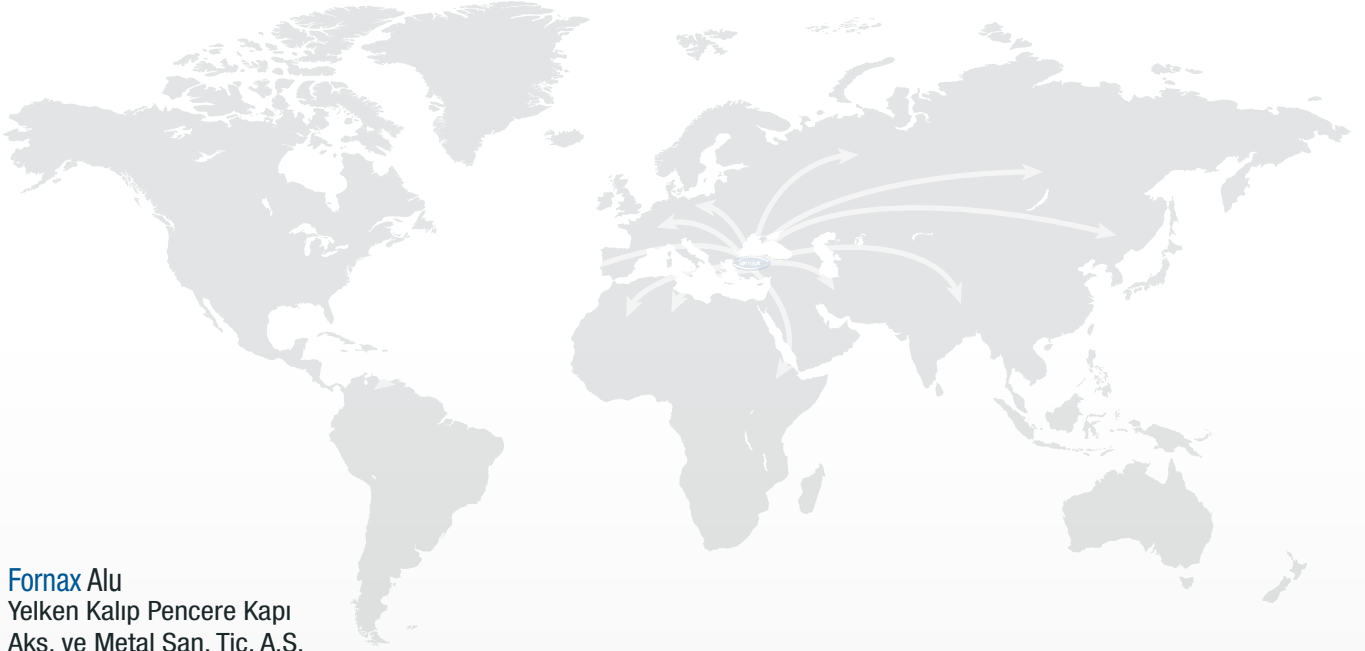 Fornax Alu
Yelken Kalıp Pencere Kapı
Aks. ve Metal San. Tic. A.Ş.